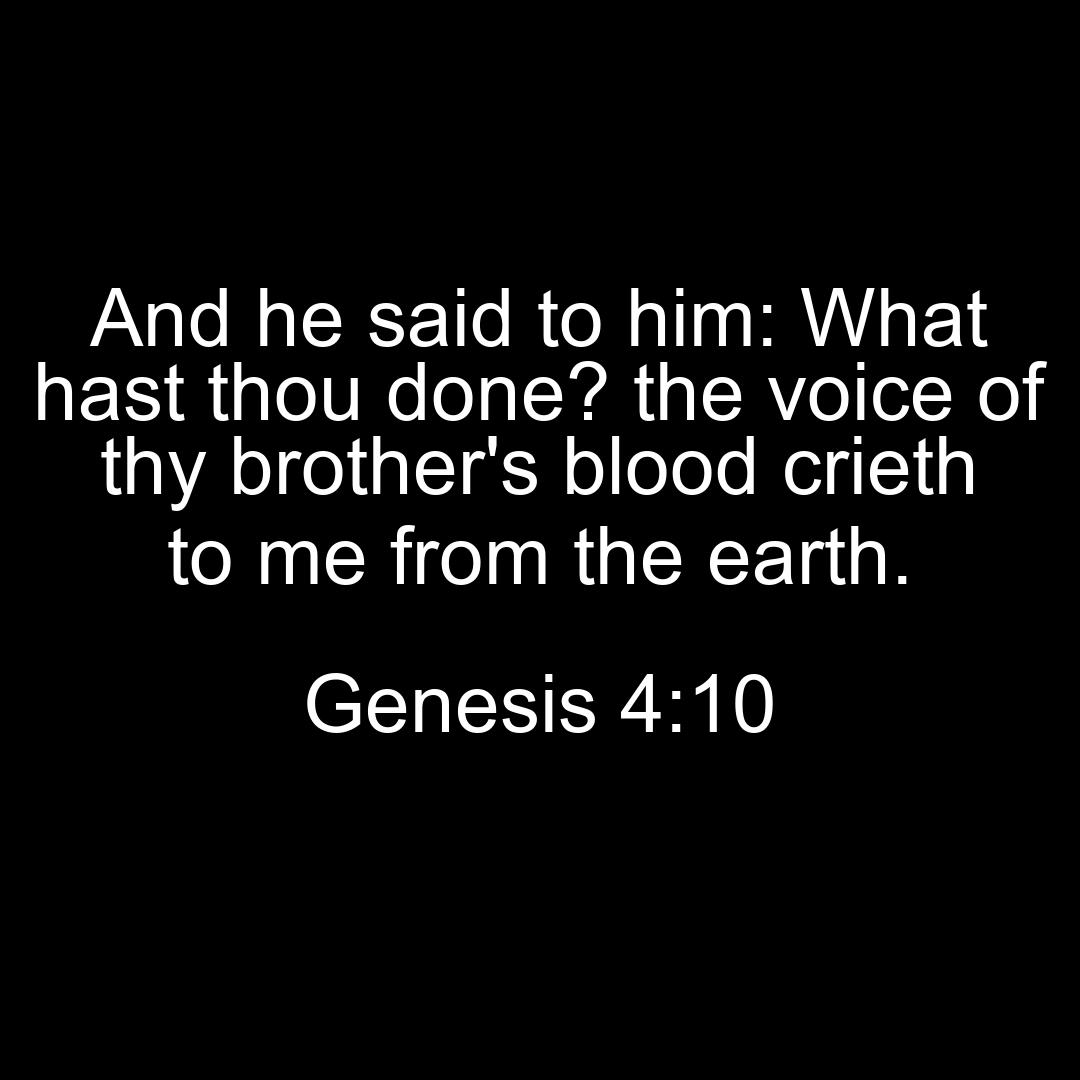 And he said to him: What
hast thou done? the voice of
thy brother's blood crieth
to me from the earth.
Genesis 4:10